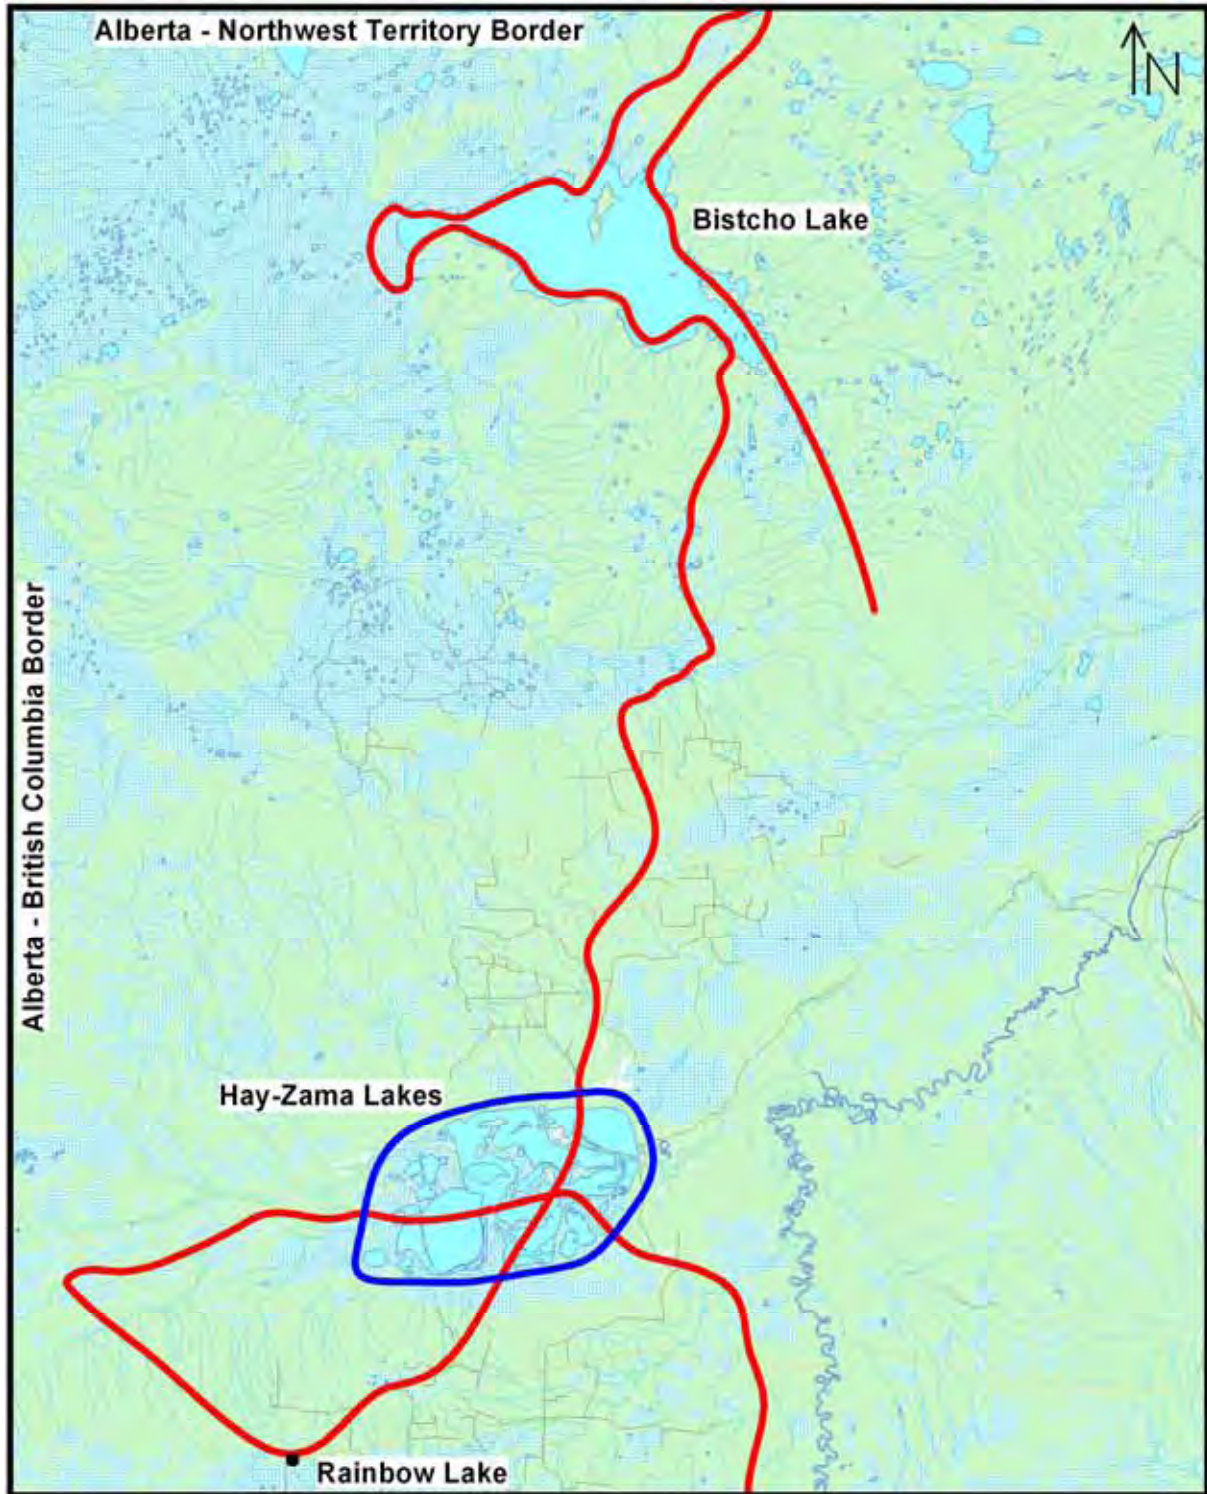 Alberta - Northwest Territory Border
N
Bistcho Lake
Alberta - British Columbia Border
Hay-Zama Lakes
Rainbow Lake